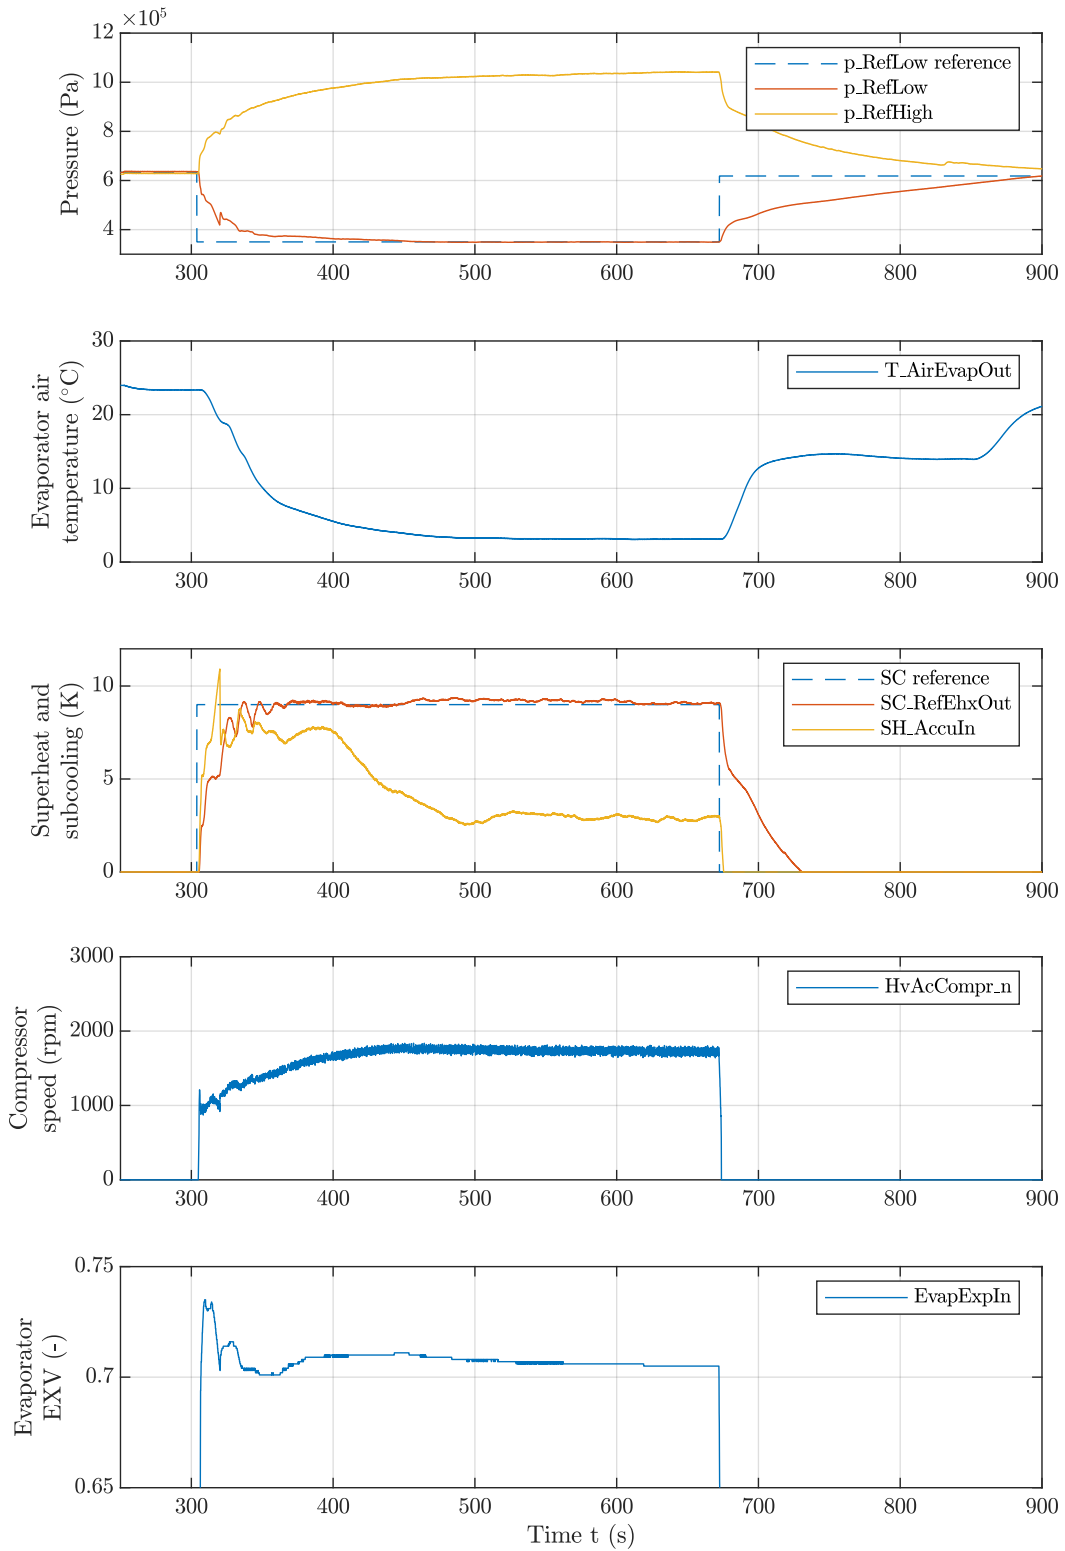 ×10⁵
12
10
8
6
4
Pressure (Pa)
p_RefLow reference
p_RefLow
p_RefHigh
300 400 500 600 700 800 900
30
20
10
0
Evaporator air
temperature (°C)
T_AirEvapOut
300 400 500 600 700 800 900
10
5
0
Superheat and
subcooling (K)
SC reference
SC_RefEhxOut
SH_AccuIn
300 400 500 600 700 800 900
3000
2000
1000
0
Compressor
speed (rpm)
HvAcCompr_n
300 400 500 600 700 800 900
0.75
0.7
0.65
Evaporator
EXV (-)
EvapExpIn
300 400 500 600 700 800 900
Time t (s)